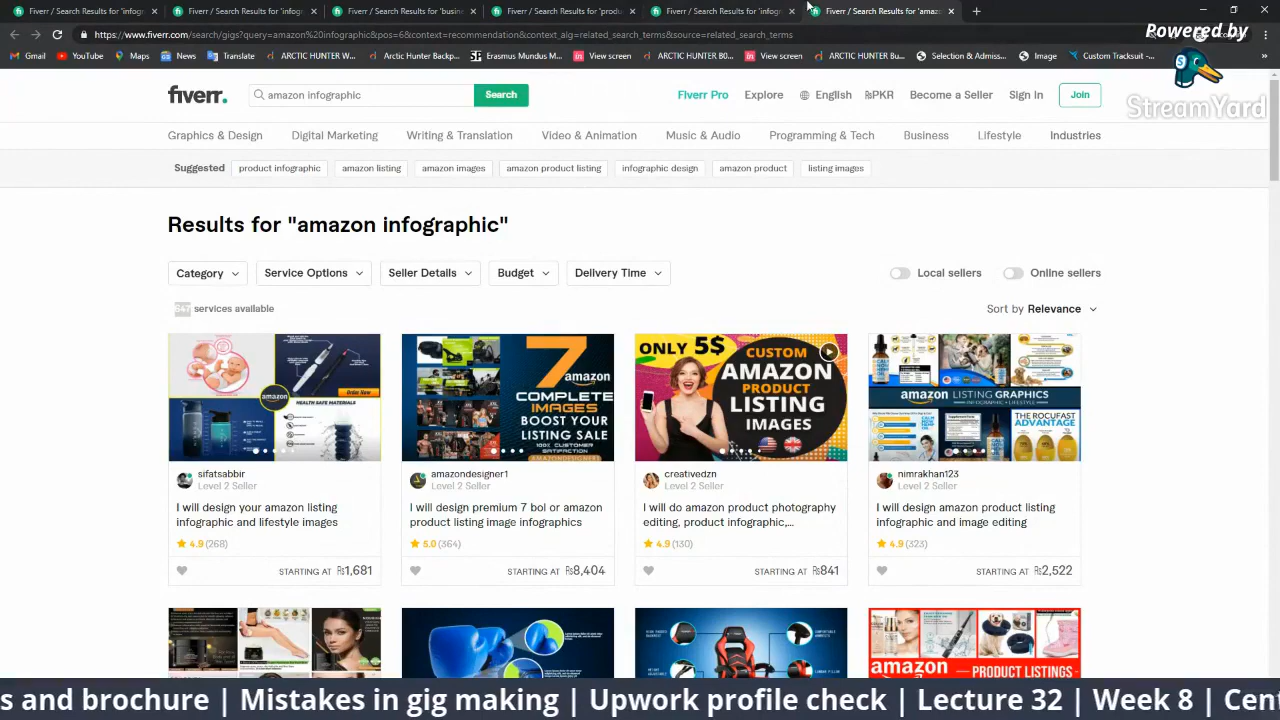 Fiverr / Search Results for 'infog
Fiverr / Search Results for 'infog
Fiverr / Search Results for 'busin
Fiverr / Search Results for 'produ
Fiverr / Search Results for 'infog
Fiverr / Search Results for 'amaz
Powered by
StreamYard
https://www.fiverr.com/search/gigs?query=amazon%20infographic&pos=6&context=recommendation&context_alg=related_search_terms&source=related_search_terms
Gmail
YouTube
Maps
News
Translate
ARCTIC HUNTER W...
Arctic Hunter Backp...
Erasmus Mundus M...
View screen
ARCTIC HUNTER
View screen
ARCTIC HUNTER Bu...
Selection & Admiss...
Image
Custom Tracksuit -...
fiverr.
amazon infographic
Search
Fiverr Pro
Explore
English
₨PKR
Become a Seller
Sign In
Join
Graphics & Design
Digital Marketing
Writing & Translation
Video & Animation
Music & Audio
Programming & Tech
Business
Lifestyle
Industries
Suggested
product infographic
amazon listing
amazon images
amazon product listing
infographic design
amazon product
listing images
Results for "amazon infographic"
Category
Service Options
Seller Details
Budget
Delivery Time
Local sellers
Online sellers
services available
Sort by Relevance
amazon
Order Now
HEALTH SAFE MATERIALS
7
amazon
COMPLETE
IMAGES
BOOST YOUR
LISTING SALE
100% CUSTOMER
SATISFACTION
AMAZONDESIGNER1
ONLY 5$
CUSTOM
AMAZON
PRODUCT
LISTING
IMAGES
amazon LISTING GRAPHICS
INFOGRAPHIC + LIFESTYLE
THE ROCUFAST
ADVANTAGE
sifatsabbir
Level 2 Seller
I will design your amazon listing
infographic and lifestyle images
4.9 (268)
STARTING AT ₨1,681
amazondesigner1
Level 2 Seller
I will design premium 7 bol or amazon
product listing image infographics
5.0 (364)
STARTING AT ₨8,404
creativedzn
Level 2 Seller
I will do amazon product photography
editing, product infographic,...
4.9 (130)
STARTING AT ₨841
nimrakhan123
Level 2 Seller
I will design amazon product listing
infographic and image editing
4.9 (323)
STARTING AT ₨2,522
amazon
PRODUCT LISTINGS
s and brochure | Mistakes in gig making | Upwork profile check | Lecture 32 | Week 8 | Cen